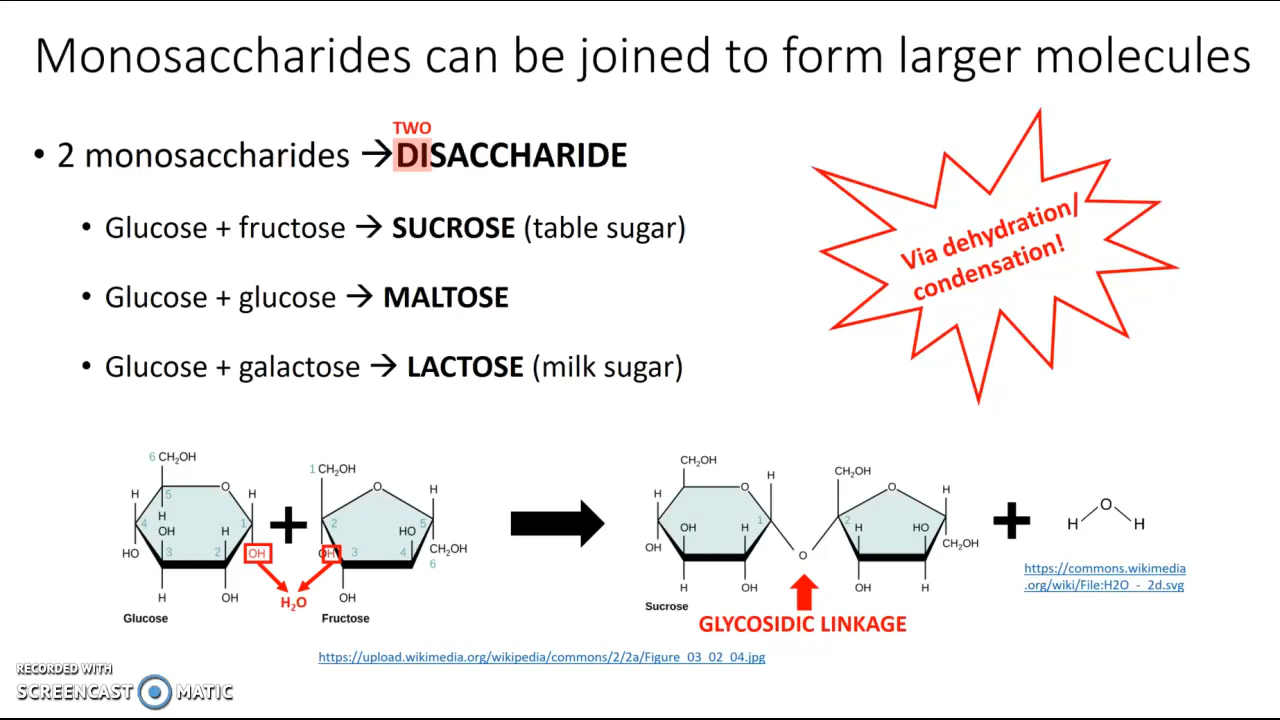 Monosaccharides can be joined to form larger molecules
TWO
• 2 monosaccharides → DISACCHARIDE
• Glucose + fructose → SUCROSE (table sugar)
• Glucose + glucose → MALTOSE
• Glucose + galactose → LACTOSE (milk sugar)
Via dehydration/
condensation!
6 CH₂OH
5
O
H
H
4
H
OH
H
1
HO
3
2
OH
H
OH
Glucose
+
1 CH₂OH
O
H
2
HO
5
OH
3
4
CH₂OH
6
OH
Fructose
H₂O
CH₂OH
O
H
H
OH
H
1
OH
H
OH
Sucrose
O
CH₂OH
O
H
2
H
HO
CH₂OH
OH
H
GLYCOSIDIC LINKAGE
+
O
H
H
https://commons.wikimedia
.org/wiki/File:H2O_-_2d.svg
https://upload.wikimedia.org/wikipedia/commons/2/2a/Figure_03_02_04.jpg
RECORDED WITH
SCREENCAST MATIC